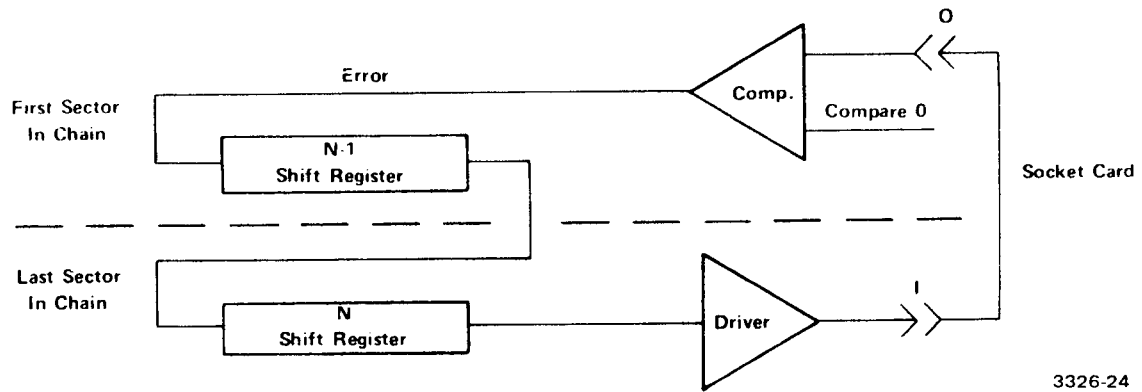 O
Error
First Sector
In Chain
Comp.
Compare 0
N-1
Shift Register
Socket Card
Last Sector
In Chain
I
N
Shift Register
Driver
3326-24